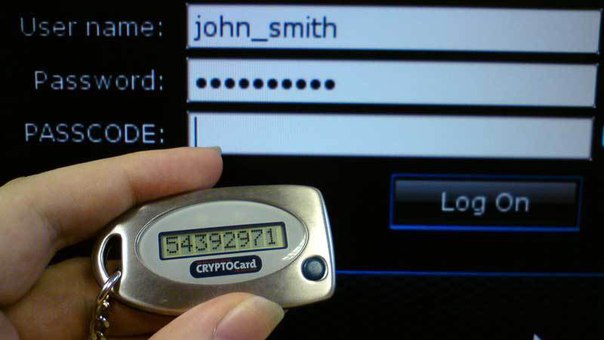 User name: john_smith
Password: ••••••••••
PASSCODE:
Log On
54392971
CRYPTOCard